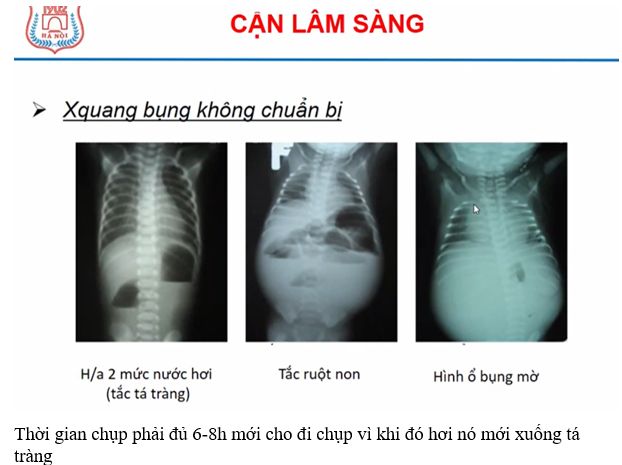 HÀ NỘI
CẬN LÂM SÀNG
Xquang bụng không chuẩn bị
H/a 2 mức nước hơi
(tắc tá tràng)
Tắc ruột non
Hình ổ bụng mờ
Thời gian chụp phải đủ 6-8h mới cho đi chụp vì khi đó hơi nó mới xuống tá
tràng